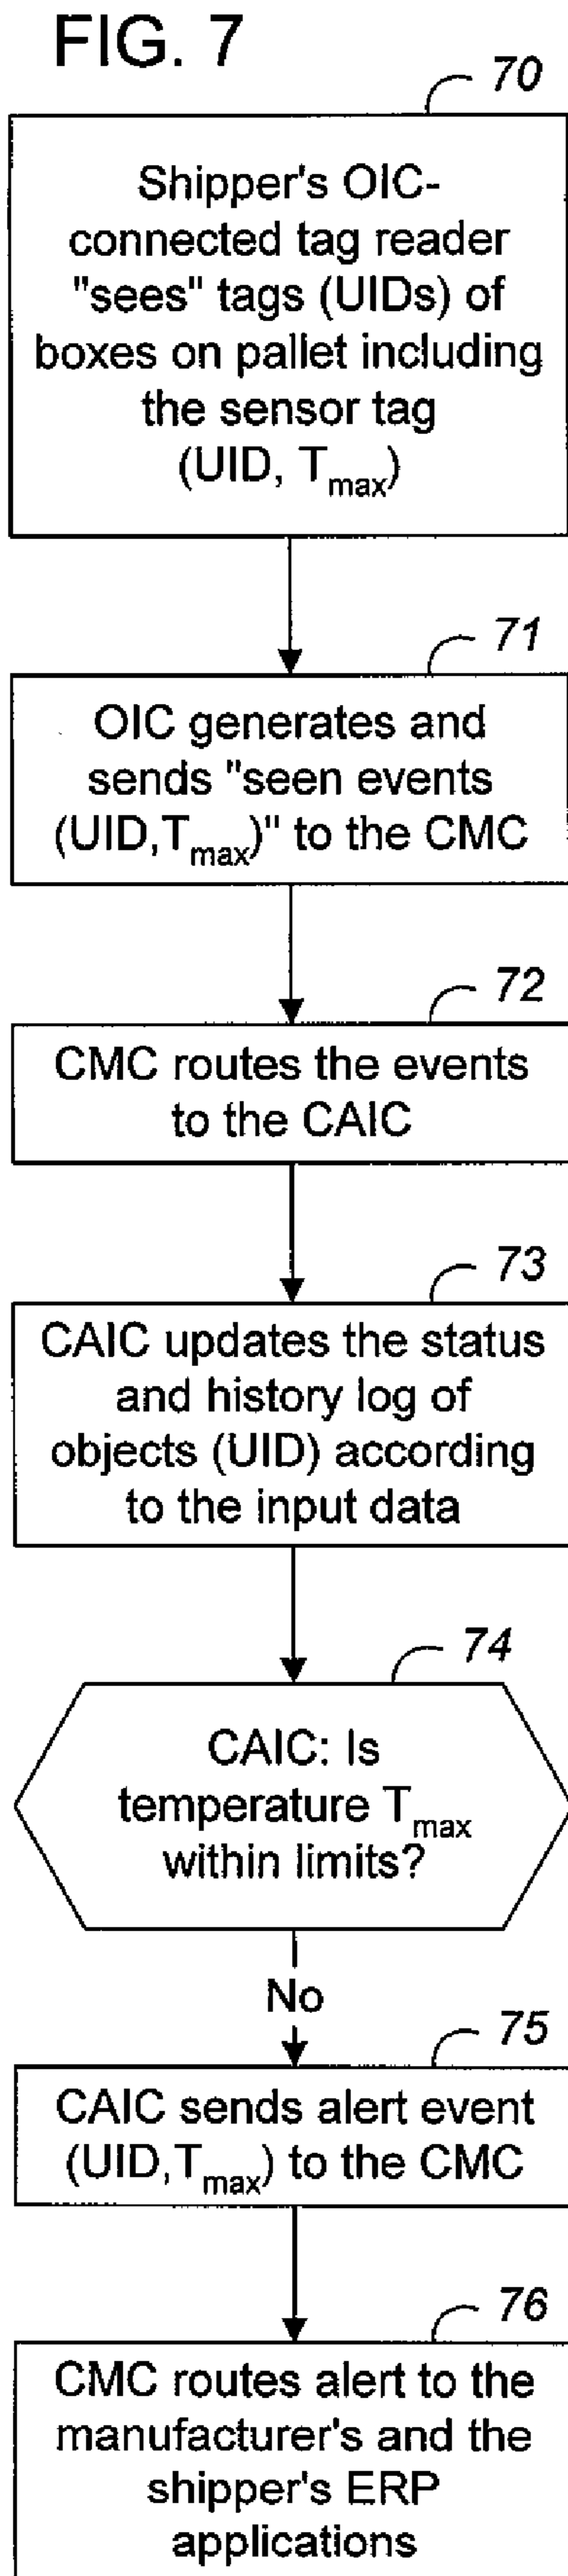 FIG. 7
70
Shipper's OIC-
connected tag reader
"sees" tags (UIDs) of
boxes on pallet including
the sensor tag
(UID, Tmax)
71
OIC generates and
sends "seen events
(UID,Tmax)" to the CMC
72
CMC routes the events
to the CAIC
73
CAIC updates the status
and history log of
objects (UID) according
to the input data
74
CAIC: Is
temperature Tmax
within limits?
No
75
CAIC sends alert event
(UID,Tmax) to the CMC
76
CMC routes alert to the
manufacturer's and the
shipper's ERP
applications